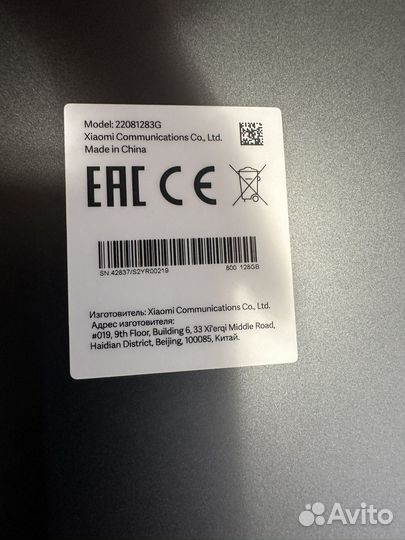 Model: 22081283G
Xiaomi Communications Co., Ltd.
Made in China
EAC CE
SN:42837/S2YR00219 600 128GB
Изготовитель: Xiaomi Communications Co., Ltd.
Адрес изготовителя:
#019, 9th Floor, Building 6, 33 Xi'erqi Middle Road,
Haidian District, Beijing, 100085, Китай.
Avito